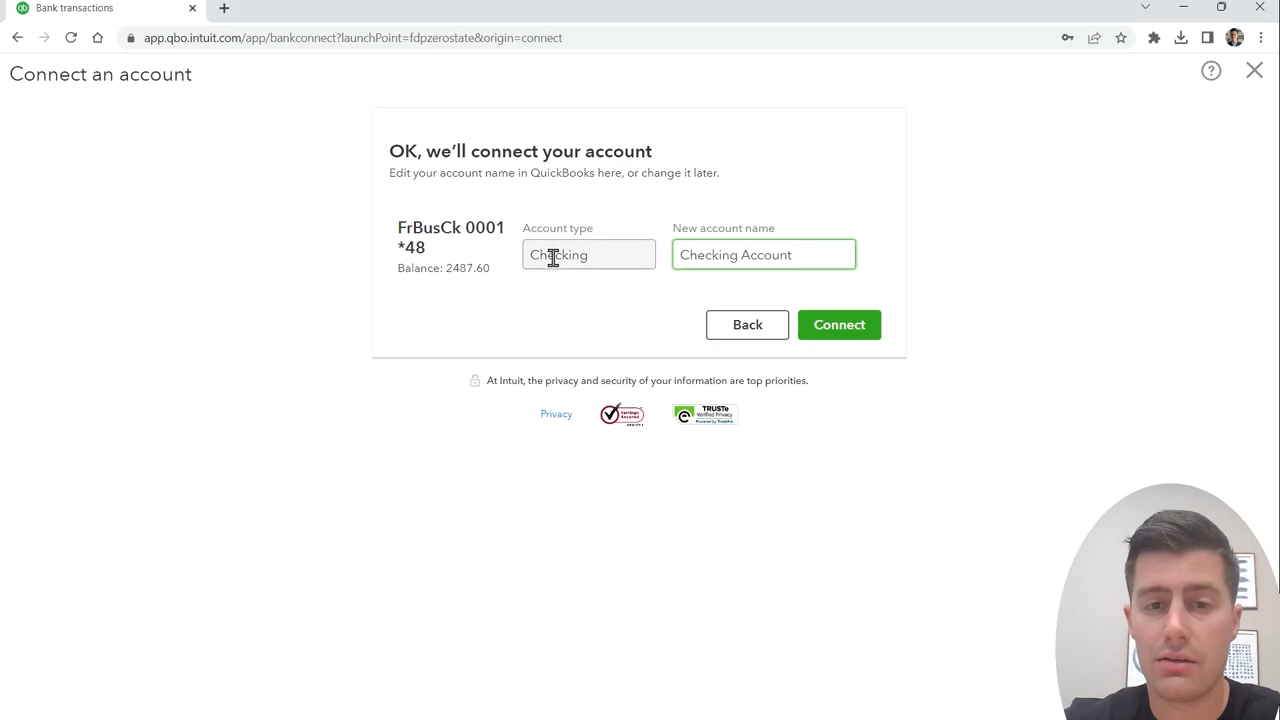 Bank transactions
app.qbo.intuit.com/app/bankconnect?launchPoint=fdpzerostate&origin=connect
Connect an account
OK, we'll connect your account
Edit your account name in QuickBooks here, or change it later.
FrBusCk 0001
*48
Balance: 2487.60
Account type
Checking
New account name
Checking Account
Back
Connect
At Intuit, the privacy and security of your information are top priorities.
Privacy
TRUSTe
Verified Privacy